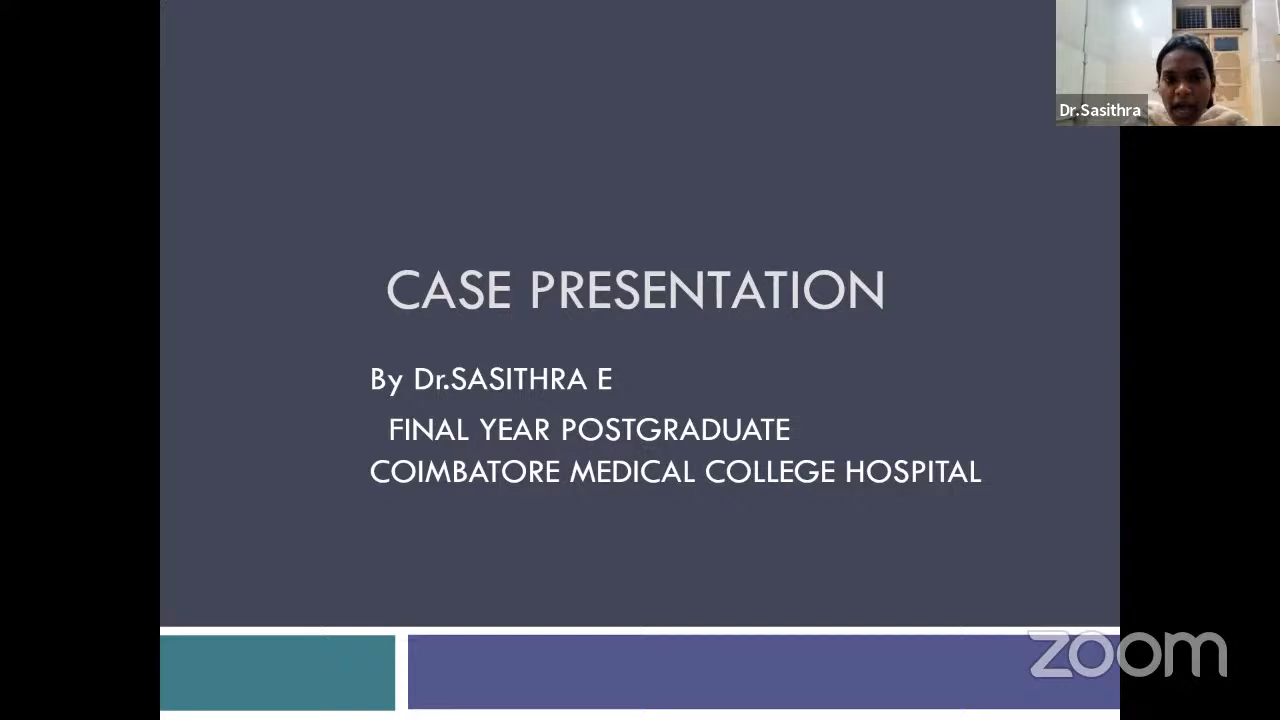 Dr.Sasithra
CASE PRESENTATION
By Dr.SASITHRA E
FINAL YEAR POSTGRADUATE
COIMBATORE MEDICAL COLLEGE HOSPITAL
zoom